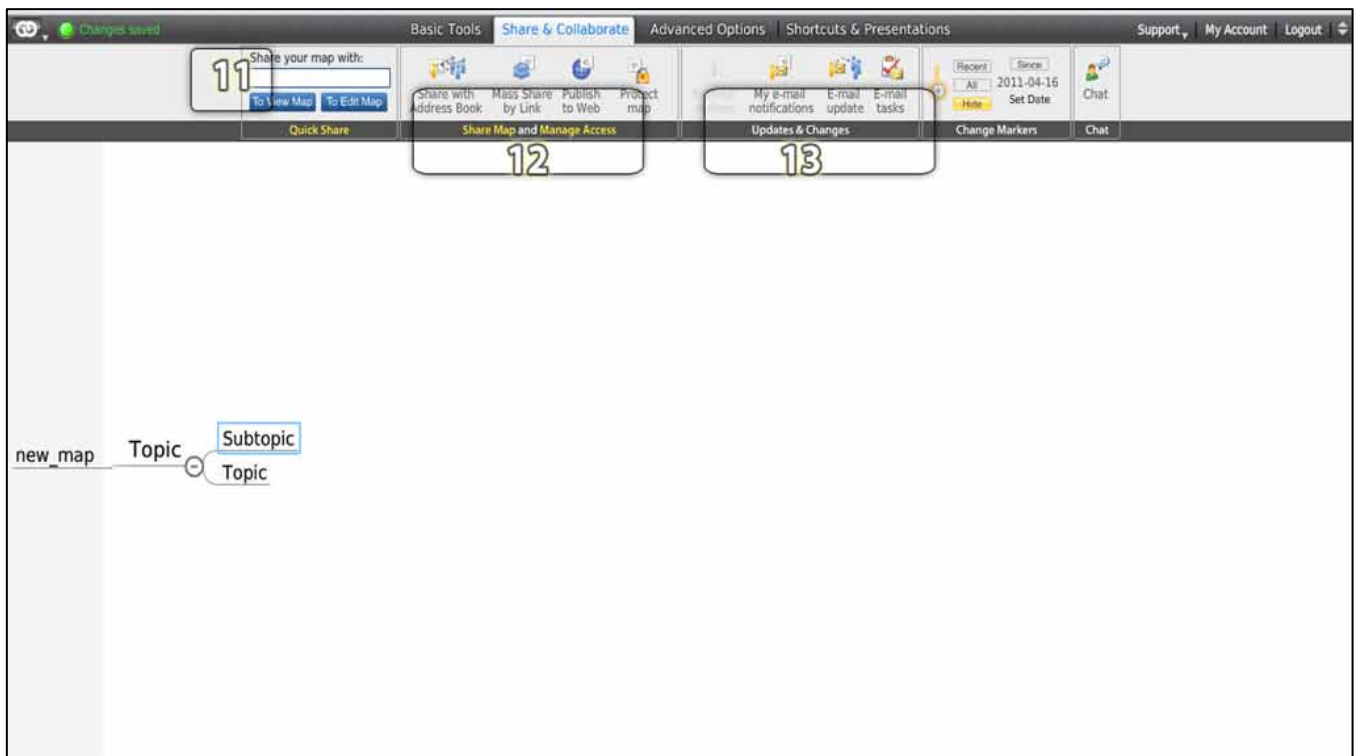 Changes saved
Basic Tools Share & Collaborate Advanced Options Shortcuts & Presentations
Support My Account Logout
11
Share your map with:
To View Map To Edit Map
Quick Share
Share with
Address Book
Mass Share
by Link
Publish
to Web
Protect
map
Share Map and Manage Access
12
My e-mail
notifications
E-mail
update
E-mail
tasks
Updates & Changes
13
Recent Since
All 2011-04-16
Hide Set Date
Change Markers
Chat
Chat
new_map
Topic
Subtopic
Topic